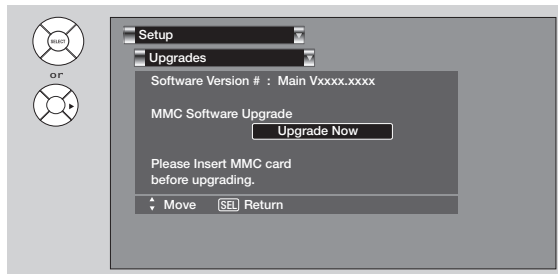 SELECT
or
Setup
Upgrades
Software Version # : Main Vxxxx.xxxx
MMC Software Upgrade
Upgrade Now
Please Insert MMC card
before upgrading.
Move SEL Return